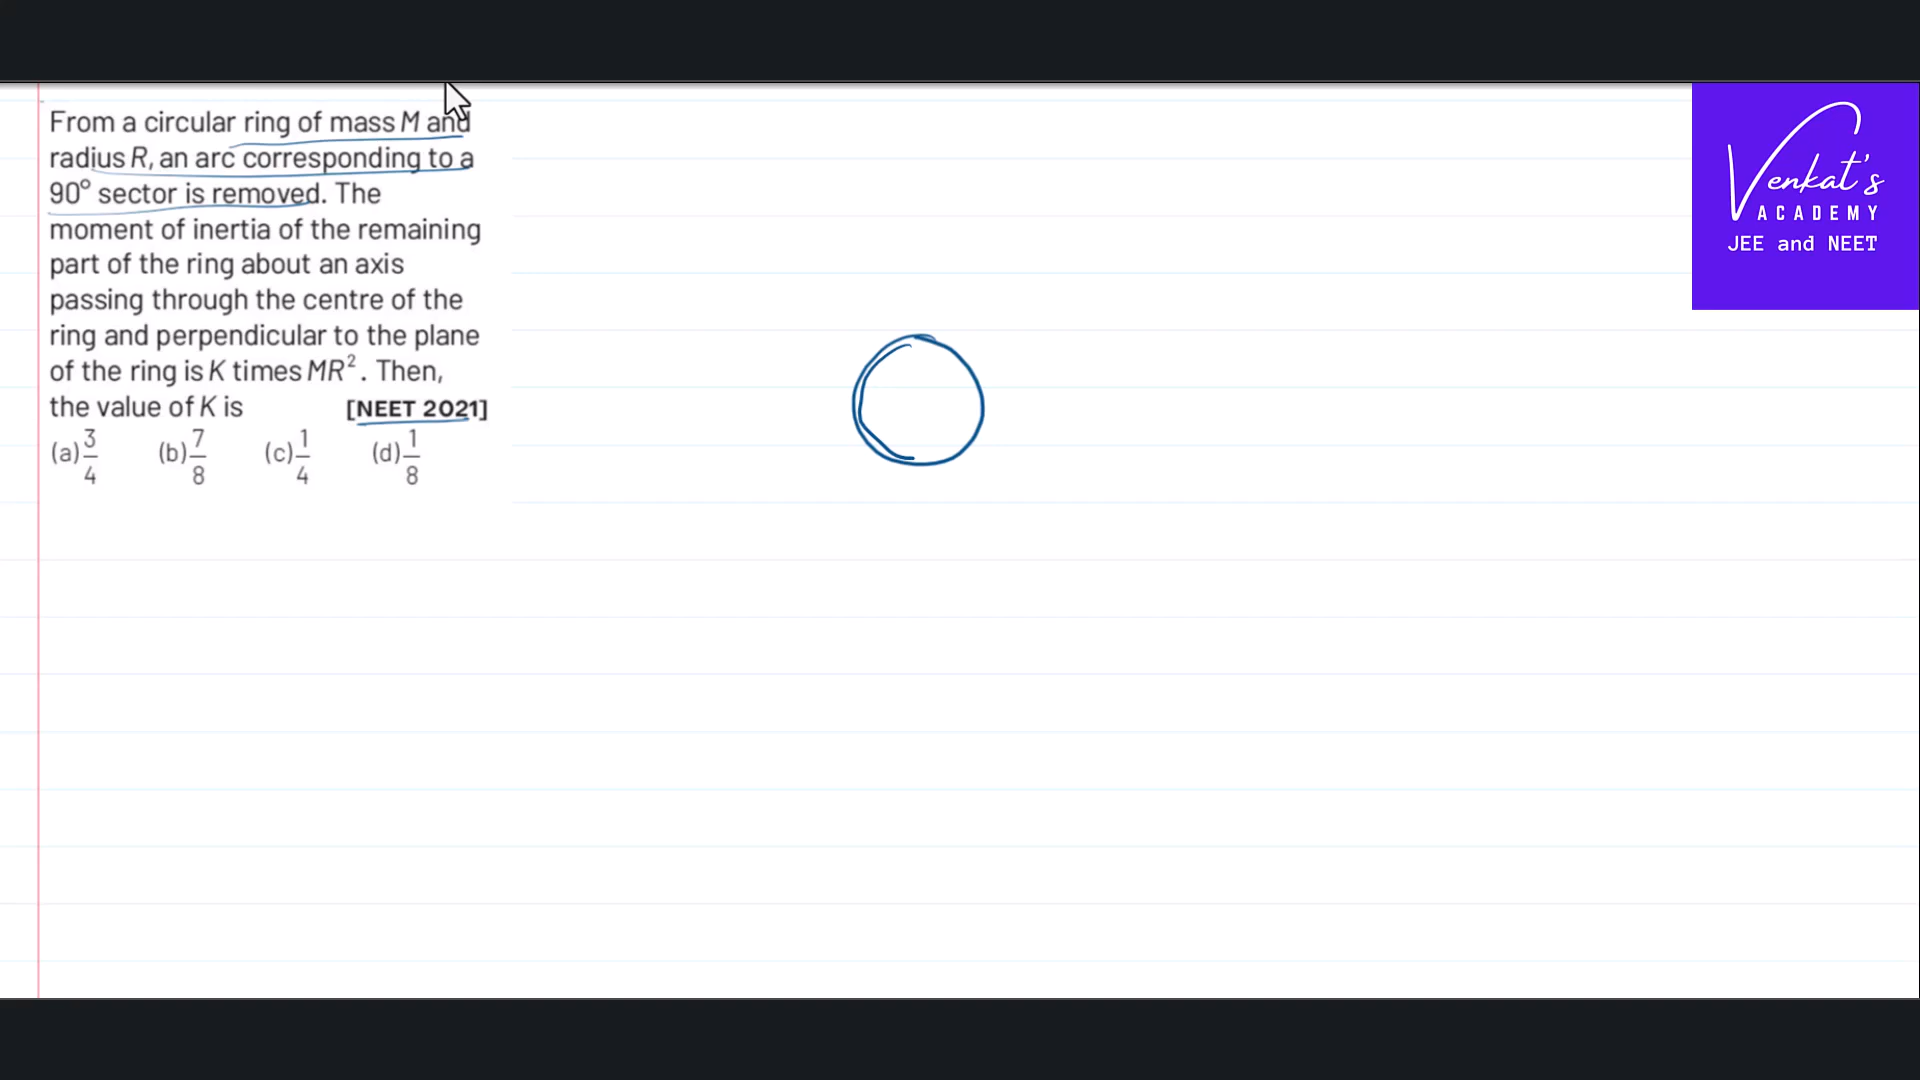 From a circular ring of mass M and
radius R, an arc corresponding to a
90° sector is removed. The
moment of inertia of the remaining
part of the ring about an axis
passing through the centre of the
ring and perpendicular to the plane
of the ring is K times MR². Then,
the value of K is [NEET 2021]
(a) 3/4 (b) 7/8 (c) 1/4 (d) 1/8
Venkat's
ACADEMY
JEE and NEET